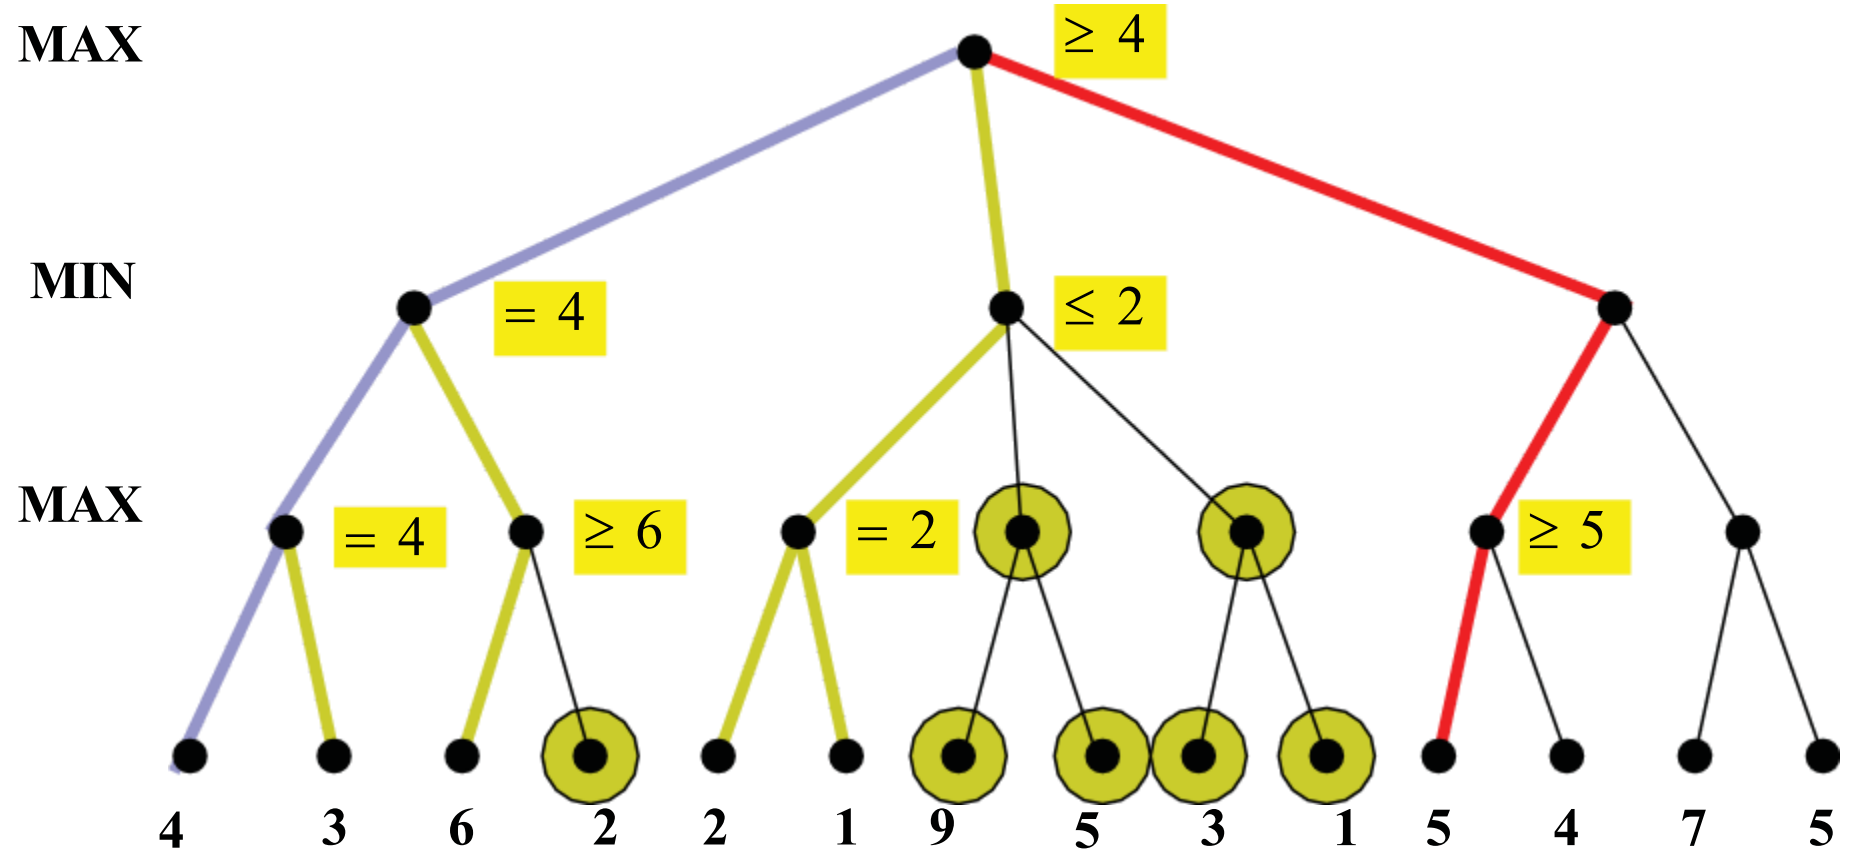 MAX ≥ 4
MIN = 4 ≤ 2
MAX = 4 ≥ 6 = 2 ≥ 5
4 3 6 2 2 1 9 5 3 1 5 4 7 5